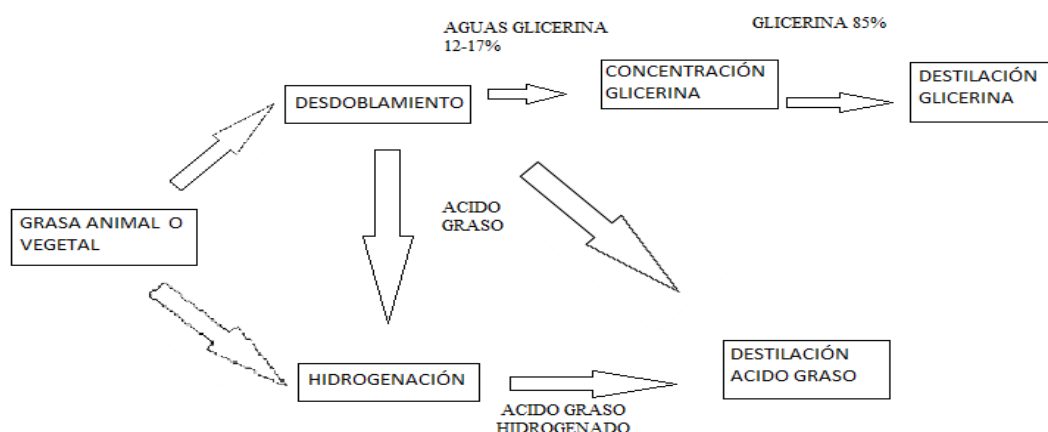 AGUAS GLICERINA
12-17%
GLICERINA 85%
CONCENTRACIÓN
GLICERINA
DESTILACIÓN
GLICERINA
DESDOBLAMIENTO
ACIDO
GRASO
GRASA ANIMAL O
VEGETAL
HIDROGENACIÓN
DESTILACIÓN
ACIDO GRASO
ACIDO GRASO
HIDROGENADO